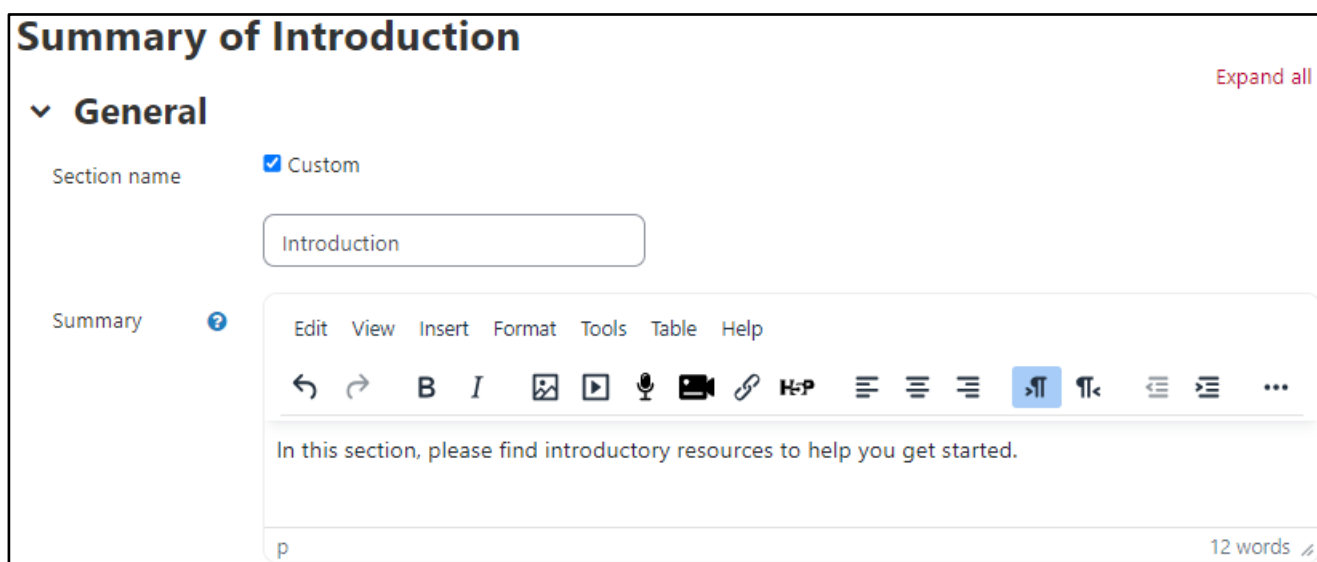 Summary of Introduction
Expand all
General
Section name
Custom
Introduction
Summary
Edit View Insert Format Tools Table Help
B I H5P
In this section, please find introductory resources to help you get started.
p 12 words